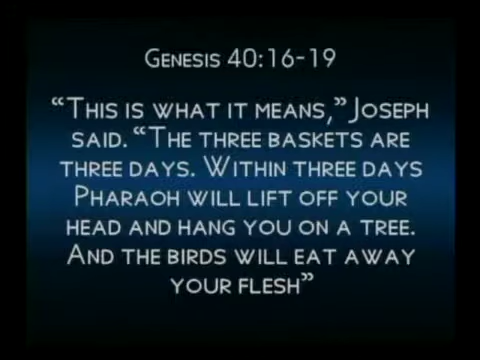 Genesis 40:16-19
“This is what it means,” Joseph
said. “The three baskets are
three days. Within three days
Pharaoh will lift off your
head and hang you on a tree.
And the birds will eat away
your flesh”